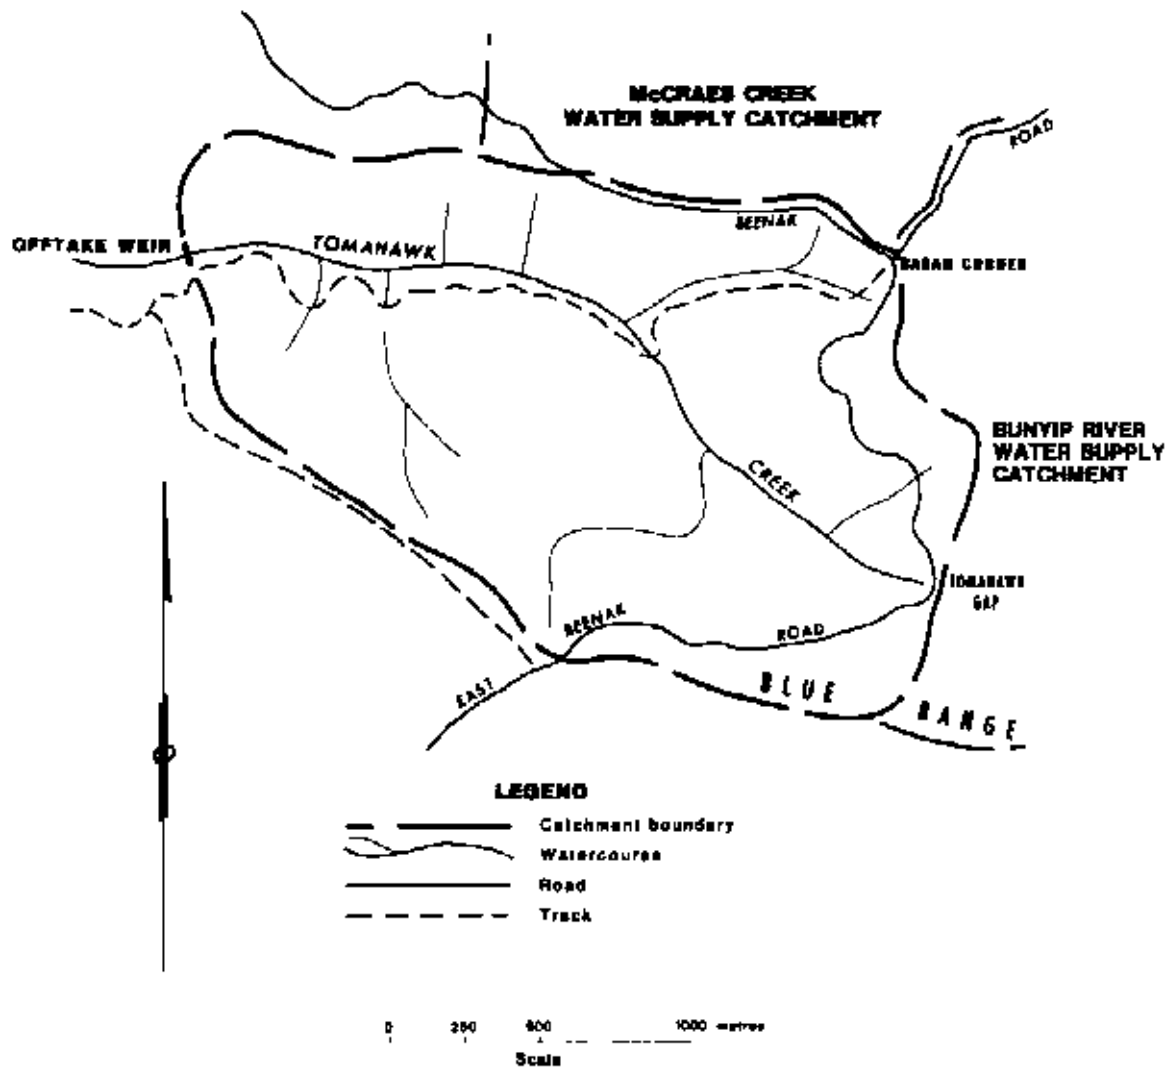 McCRAES CREEK
WATER SUPPLY CATCHMENT
ROAD
BEENAK
OFFTAKE WEIR
TOMAHAWK
CORNER
BUNYIP RIVER
WATER SUPPLY
CATCHMENT
CREEK
TOMAHAWK
GAP
BEENAK
ROAD
EAST
BLUE
RANGE
LEGEND
Catchment boundary
Watercourse
Road
Track
0 250 500 1000 metres
Scale